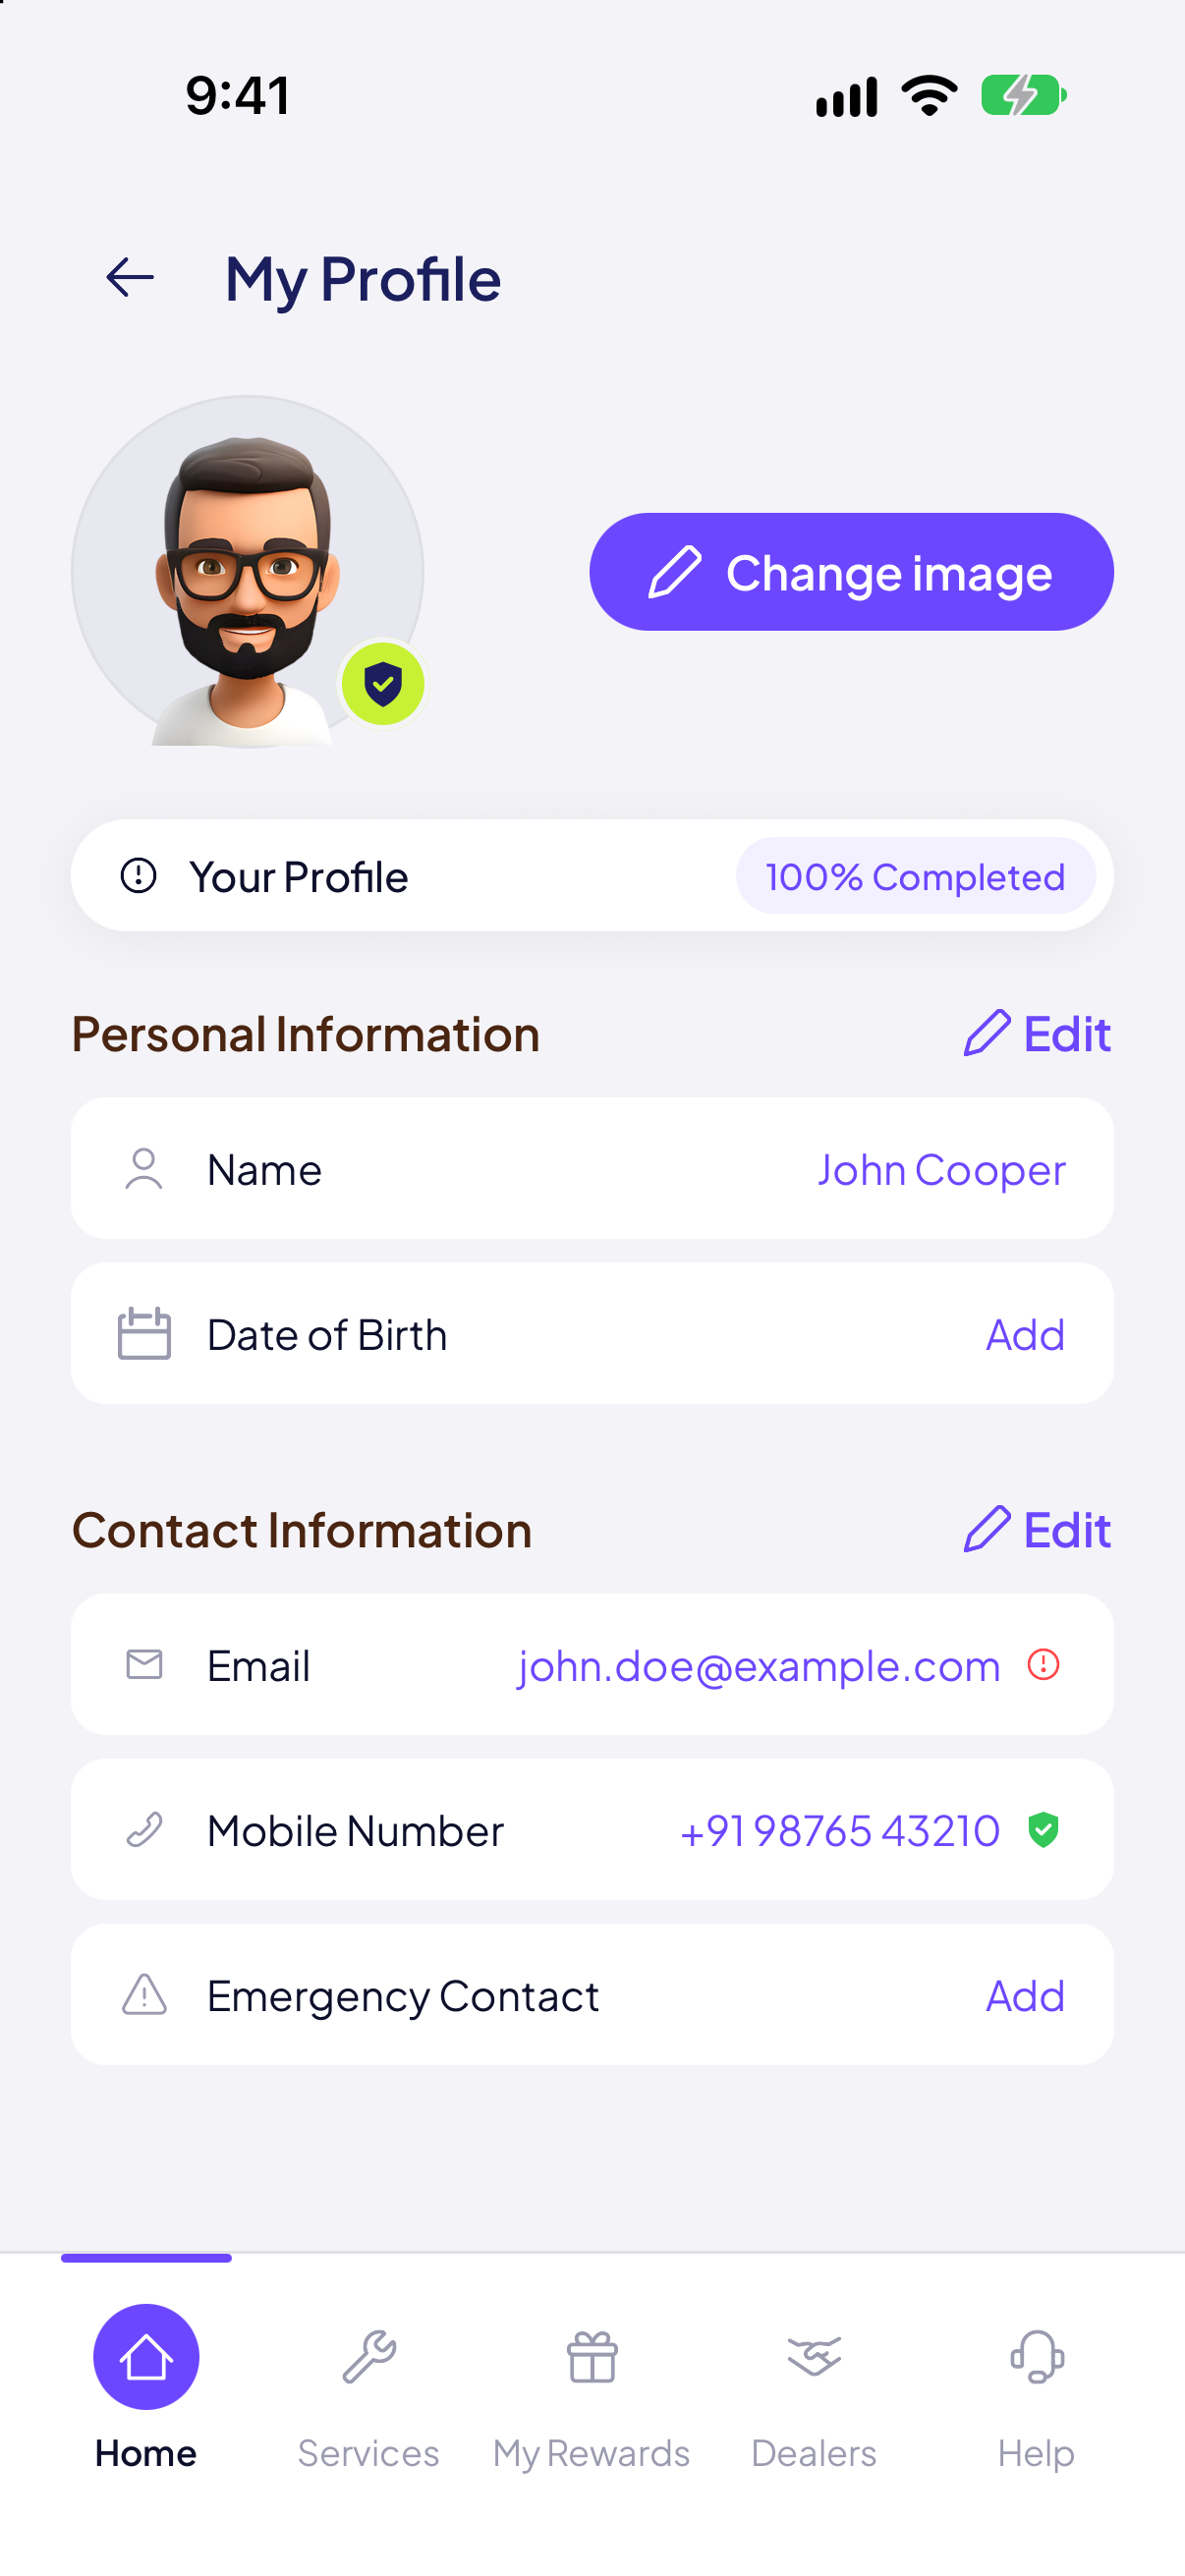 9:41
My Profile
Change image
Your Profile 100% Completed
Personal Information Edit
Name John Cooper
Date of Birth Add
Contact Information Edit
Email john.doe@example.com
Mobile Number +91 98765 43210
Emergency Contact Add
Home Services My Rewards Dealers Help